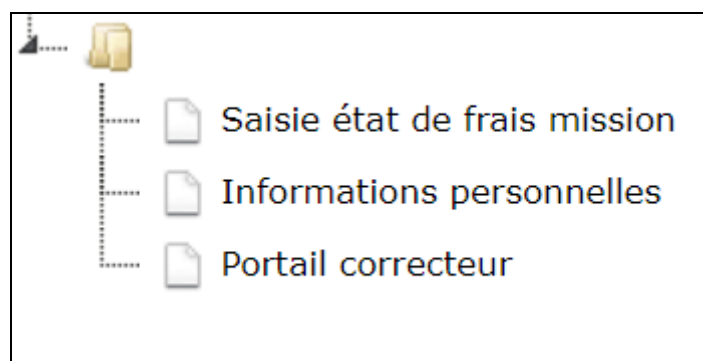 Saisie état de frais mission
Informations personnelles
Portail correcteur